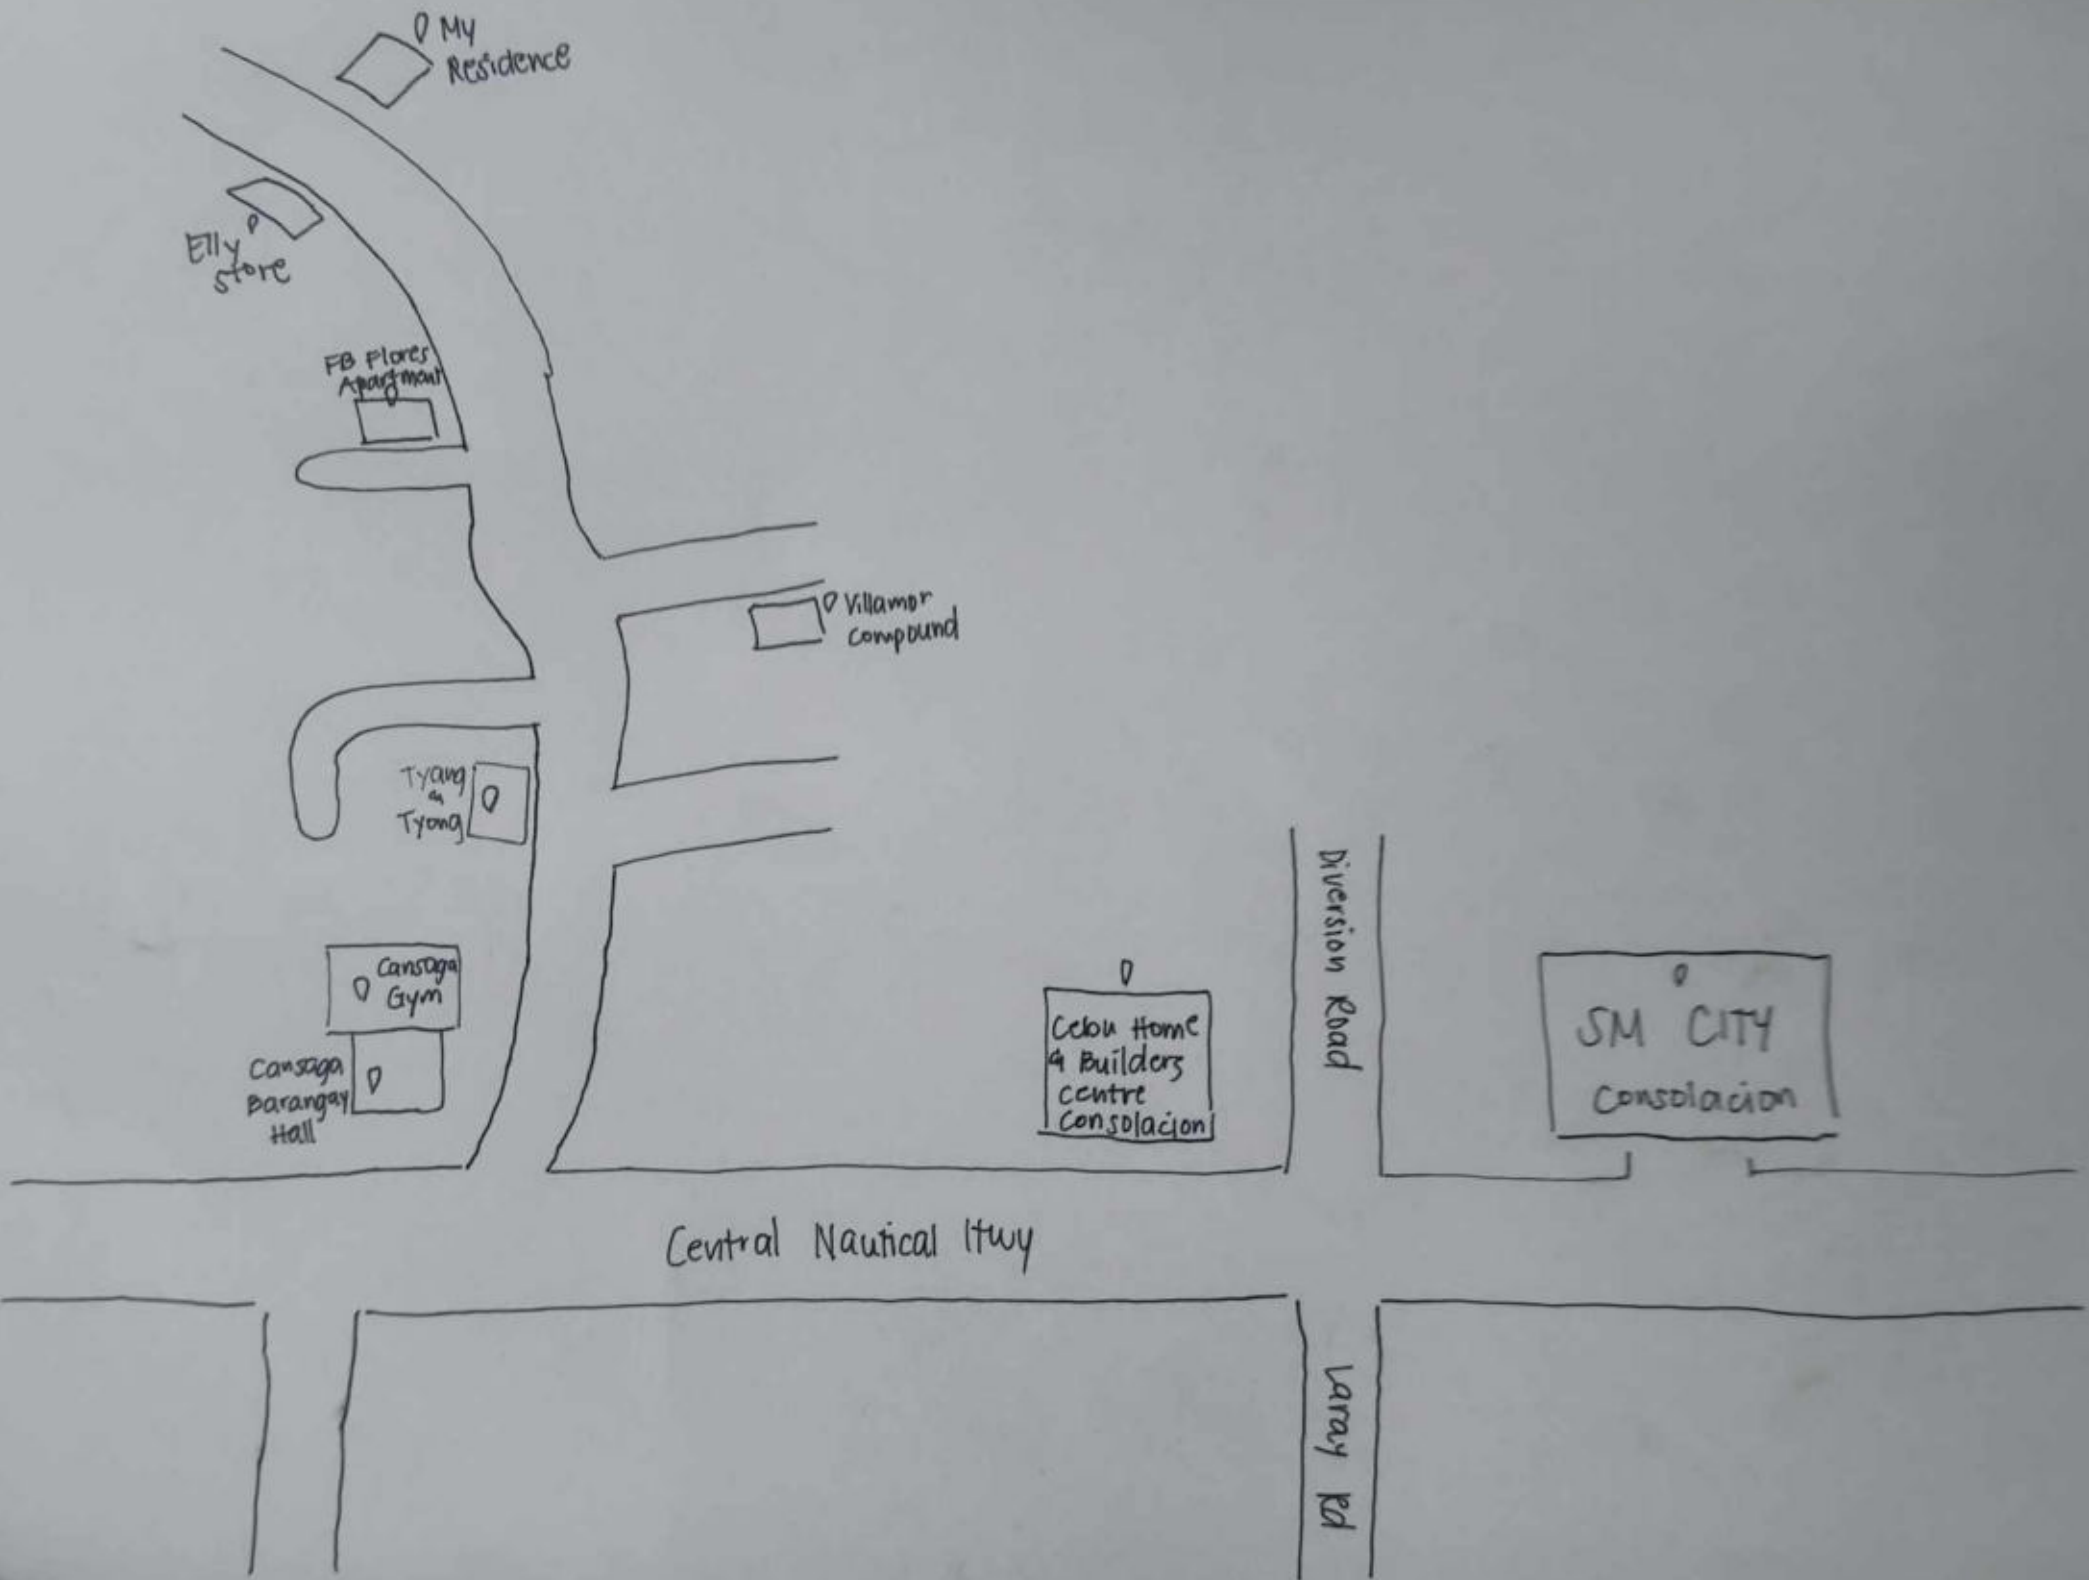 My
Residence
Elly
store
FB Flores
Apartment
Villamor
Compound
Tyang
&
Tyong
Cansaga
Gym
Cansaga
Barangay
Hall
Cebu Home
& Builders
Centre
Consolacion
Diversion Road
SM CITY
Consolacion
Central Nautical Hwy
Laray Rd